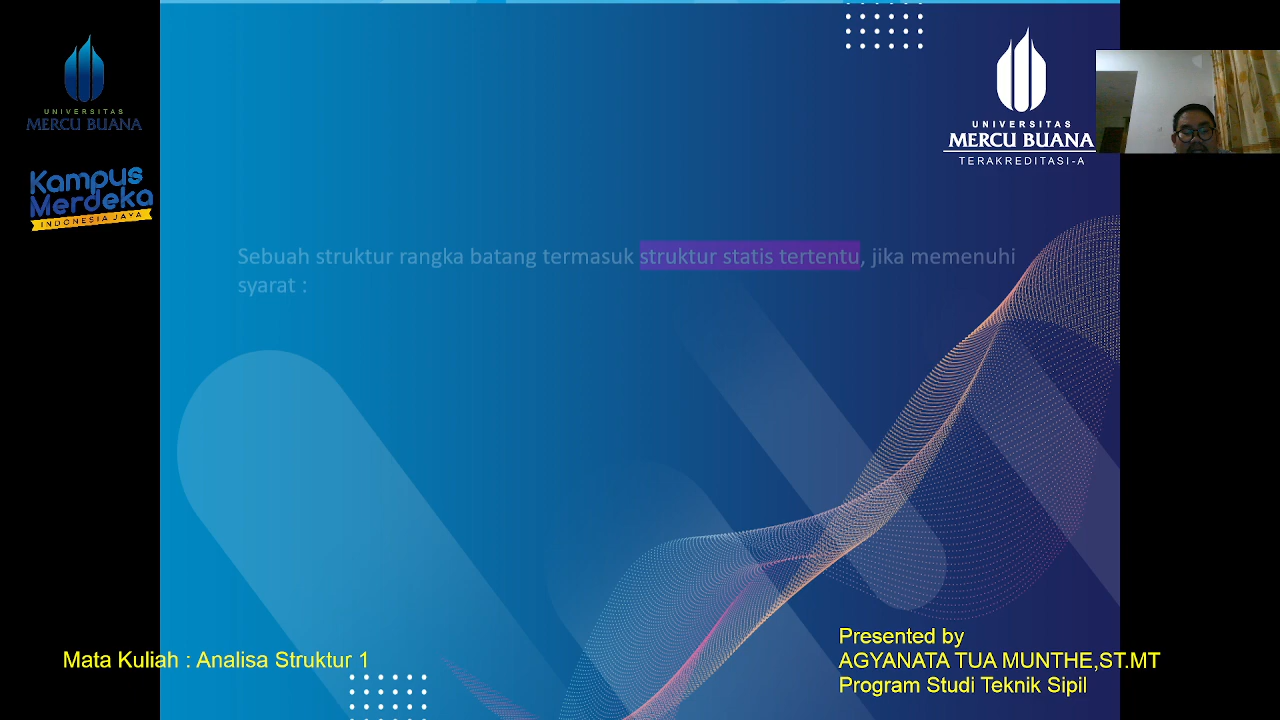 UNIVERSITAS
MERCU BUANA
Kampus
Merdeka
INDONESIA JAYA
UNIVERSITAS
MERCU BUANA
TERAKREDITASI-A
Sebuah struktur rangka batang termasuk struktur statis tertentu, jika memenuhi
syarat :
Mata Kuliah : Analisa Struktur 1
Presented by
AGYANATA TUA MUNTHE,ST.MT
Program Studi Teknik Sipil